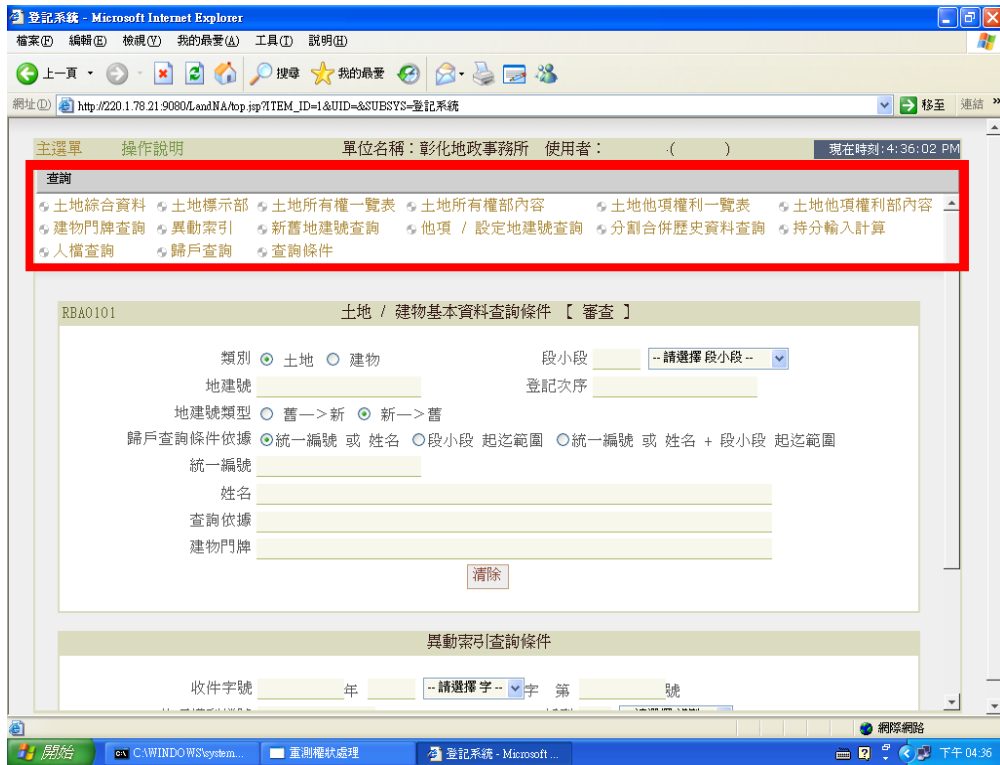 登記系統 - Microsoft Internet Explorer
檔案(F) 編輯(E) 檢視(V) 我的最愛(A) 工具(T) 說明(H)
上一頁 搜尋 我的最愛
網址(D) http://220.1.78.21:9080/LandNA/top.jsp?ITEM_ID=1&UID=&SUBSYS=登記系統 移至 連結 »
主選單 操作說明 單位名稱：彰化地政事務所 使用者： ( ) 現在時刻:4:36:02 PM
查詢
土地綜合資料 土地標示部 土地所有權一覽表 土地所有權部內容 土地他項權利一覽表 土地他項權利部內容
建物門牌查詢 異動索引 新舊地建號查詢 他項 / 設定地建號查詢 分割合併歷史資料查詢 持分輸入計算
人檔查詢 歸戶查詢 查詢條件
RBA0101 土地 / 建物基本資料查詢條件 【 審查 】
類別 土地 建物 段小段 -- 請選擇 段小段 --
地建號 登記次序
地建號類型 舊—>新 新—>舊
歸戶查詢條件依據 統一編號 或 姓名 段小段 起迄範圍 統一編號 或 姓名 + 段小段 起迄範圍
統一編號
姓名
查詢依據
建物門牌
清除
異動索引查詢條件
收件字號 年 -- 請選擇 字 -- 字 第 號
網際網路
開始 C:\WINDOWS\system... 重測權狀處理 登記系統 - Microsoft ... 下午 04:36